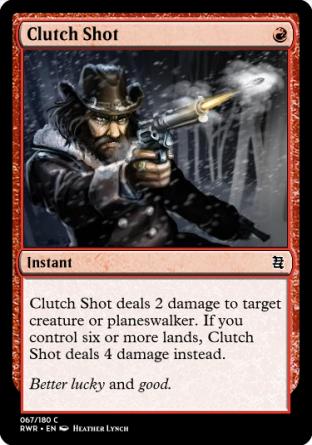 Clutch Shot
Instant
Clutch Shot deals 2 damage to target
creature or planeswalker. If you
control six or more lands, Clutch
Shot deals 4 damage instead.
Better lucky and good.
067/180 C
RWR • EN Heather Lynch